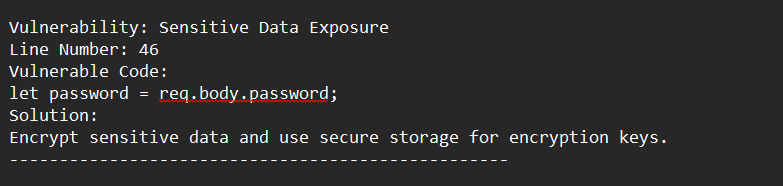 Vulnerability: Sensitive Data Exposure
Line Number: 46
Vulnerable Code:
let password = req.body.password;
Solution:
Encrypt sensitive data and use secure storage for encryption keys.
--------------------------------------------------